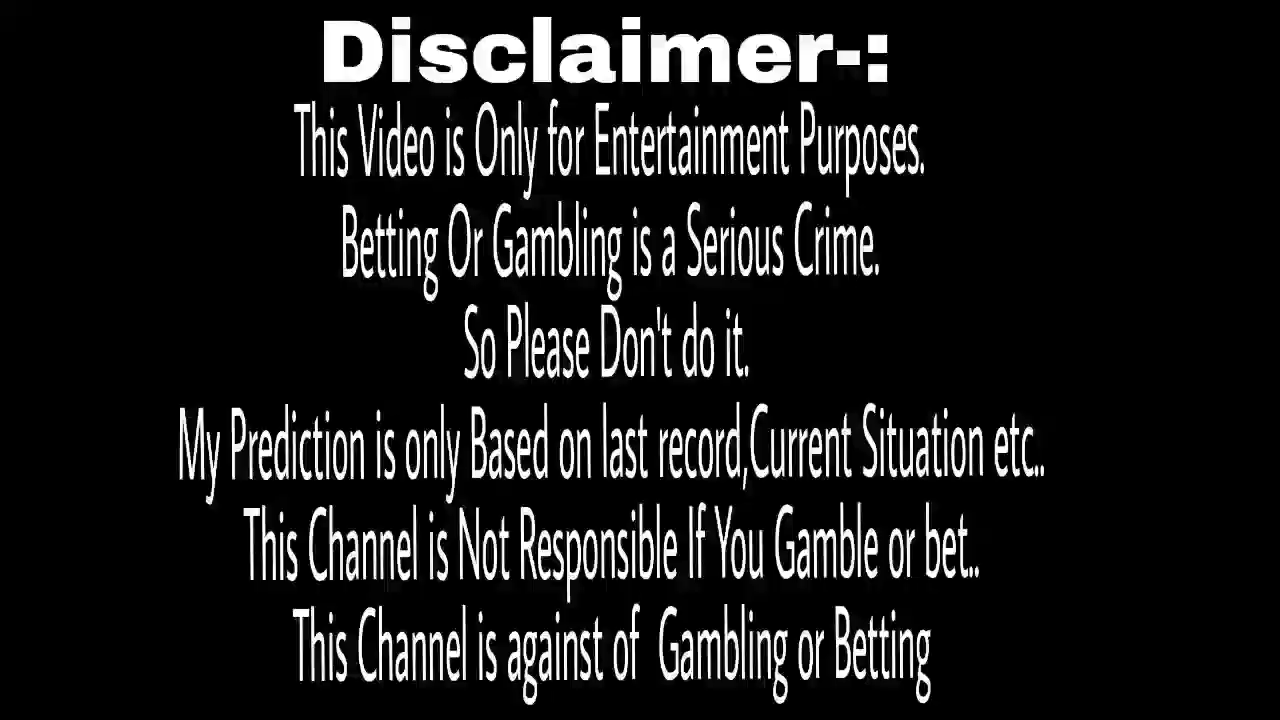 Disclaimer-:
This Video is Only for Entertainment Purposes.
Betting Or Gambling is a Serious Crime.
So Please Don't do it.
My Prediction is only Based on last record,Current Situation etc..
This Channel is Not Responsible If You Gamble or bet..
This Channel is against of  Gambling or Betting